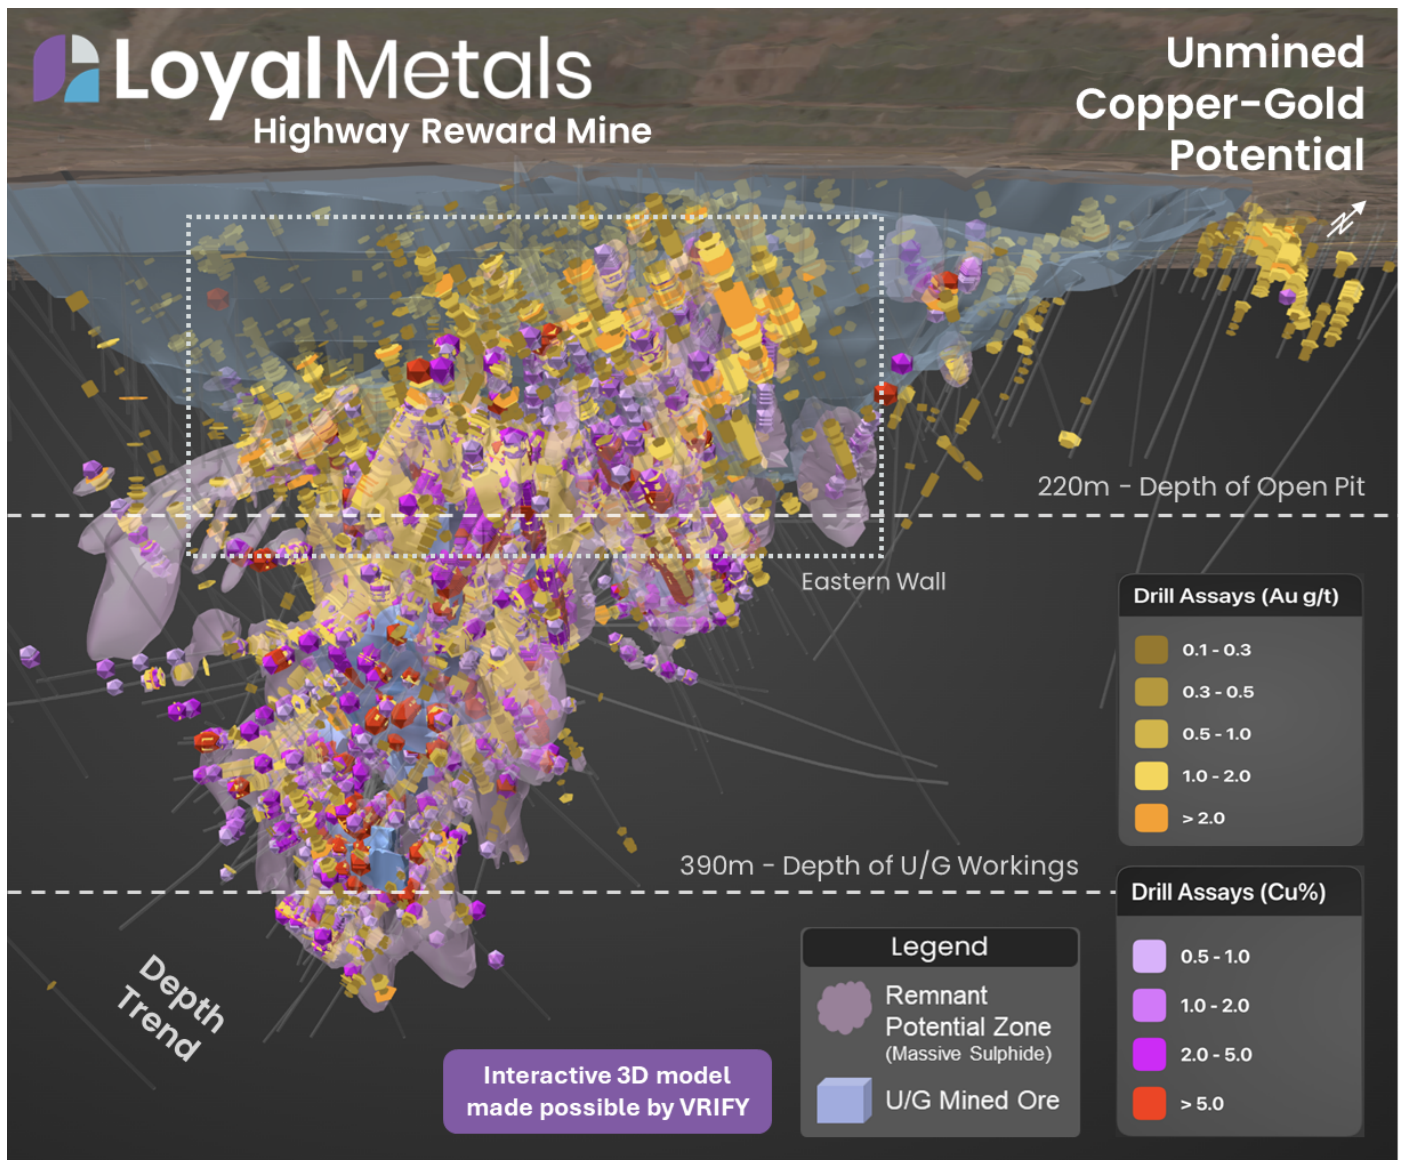 Loyal Metals
Highway Reward Mine
Unmined
Copper-Gold
Potential
N
220m - Depth of Open Pit
Eastern Wall
Drill Assays (Au g/t)
0.1 - 0.3
0.3 - 0.5
0.5 - 1.0
1.0 - 2.0
> 2.0
390m - Depth of U/G Workings
Drill Assays (Cu%)
0.5 - 1.0
1.0 - 2.0
2.0 - 5.0
> 5.0
Legend
Remnant
Potential Zone
(Massive Sulphide)
U/G Mined Ore
Depth
Trend
Interactive 3D model
made possible by VRIFY